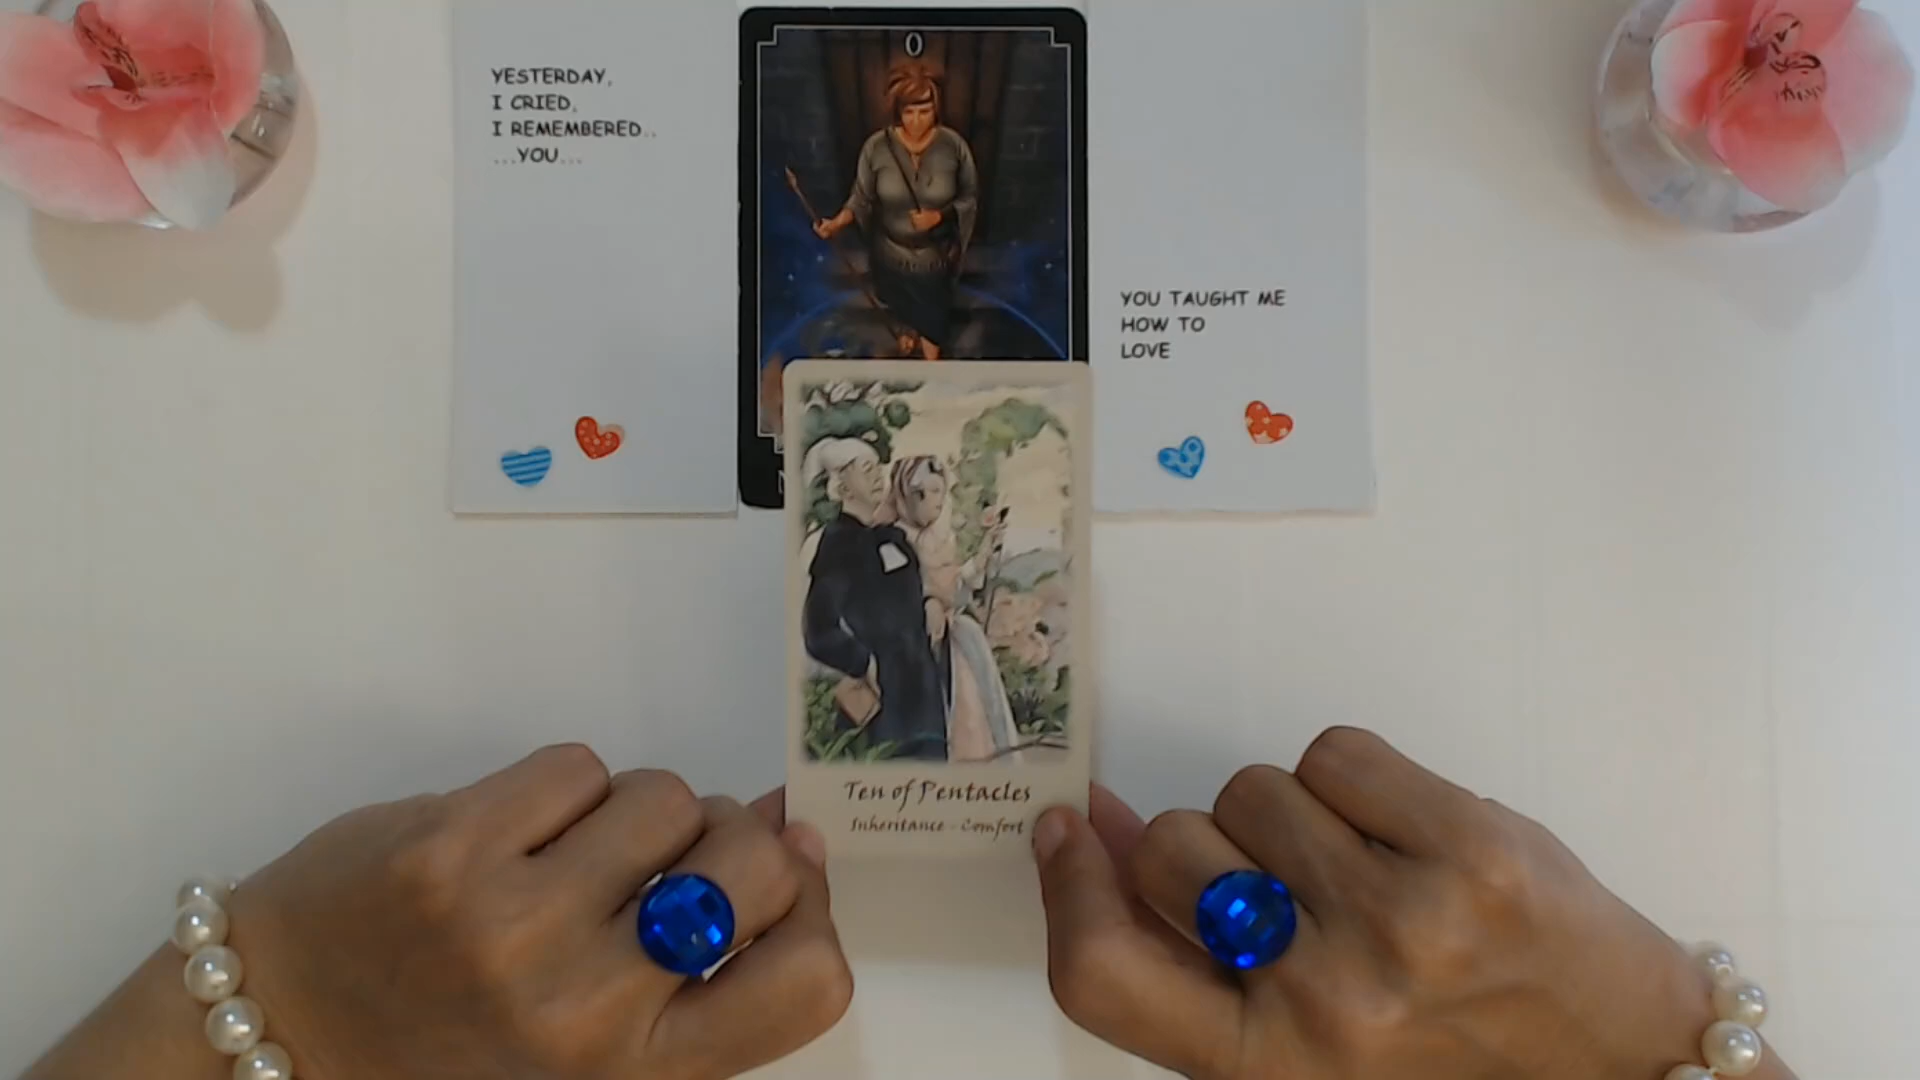 YESTERDAY,
I CRIED,
I REMEMBERED..
...YOU...
0
YOU TAUGHT ME
HOW TO
LOVE
Ten of Pentacles
Inheritance - Comfort